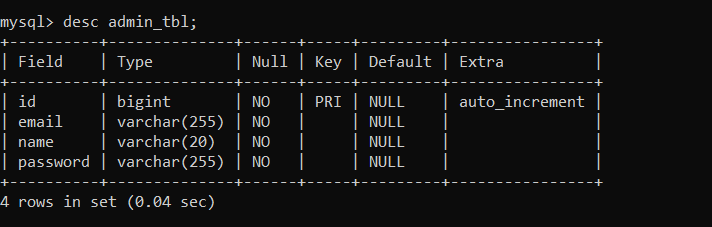 mysql> desc admin_tbl;
+----------+--------------+------+-----+---------+----------------+
| Field    | Type         | Null | Key | Default | Extra          |
+----------+--------------+------+-----+---------+----------------+
| id       | bigint       | NO   | PRI | NULL    | auto_increment |
| email    | varchar(255) | NO   |     | NULL    |                |
| name     | varchar(20)  | NO   |     | NULL    |                |
| password | varchar(255) | NO   |     | NULL    |                |
+----------+--------------+------+-----+---------+----------------+
4 rows in set (0.04 sec)